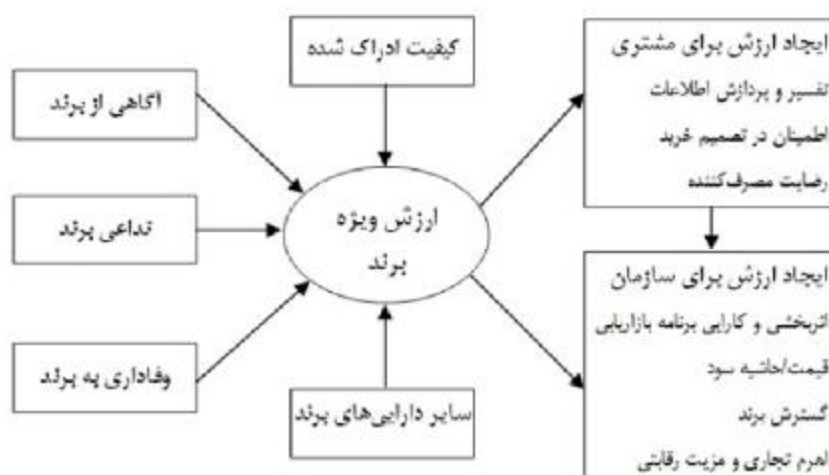 کیفیت ادراک شده
آگاهی از برند
تداعی برند
وفاداری به برند
ارزش ویژه
برند
سایر دارایی‌های برند
ایجاد ارزش برای مشتری
تفسیر و پردازش اطلاعات
اطمینان در تصمیم خرید
رضایت مصرف‌کننده
ایجاد ارزش برای سازمان
اثربخشی و کارایی برنامه بازاریابی
قیمت/حاشیه سود
گسترش برند
اهرم تجاری و مزیت رقابتی